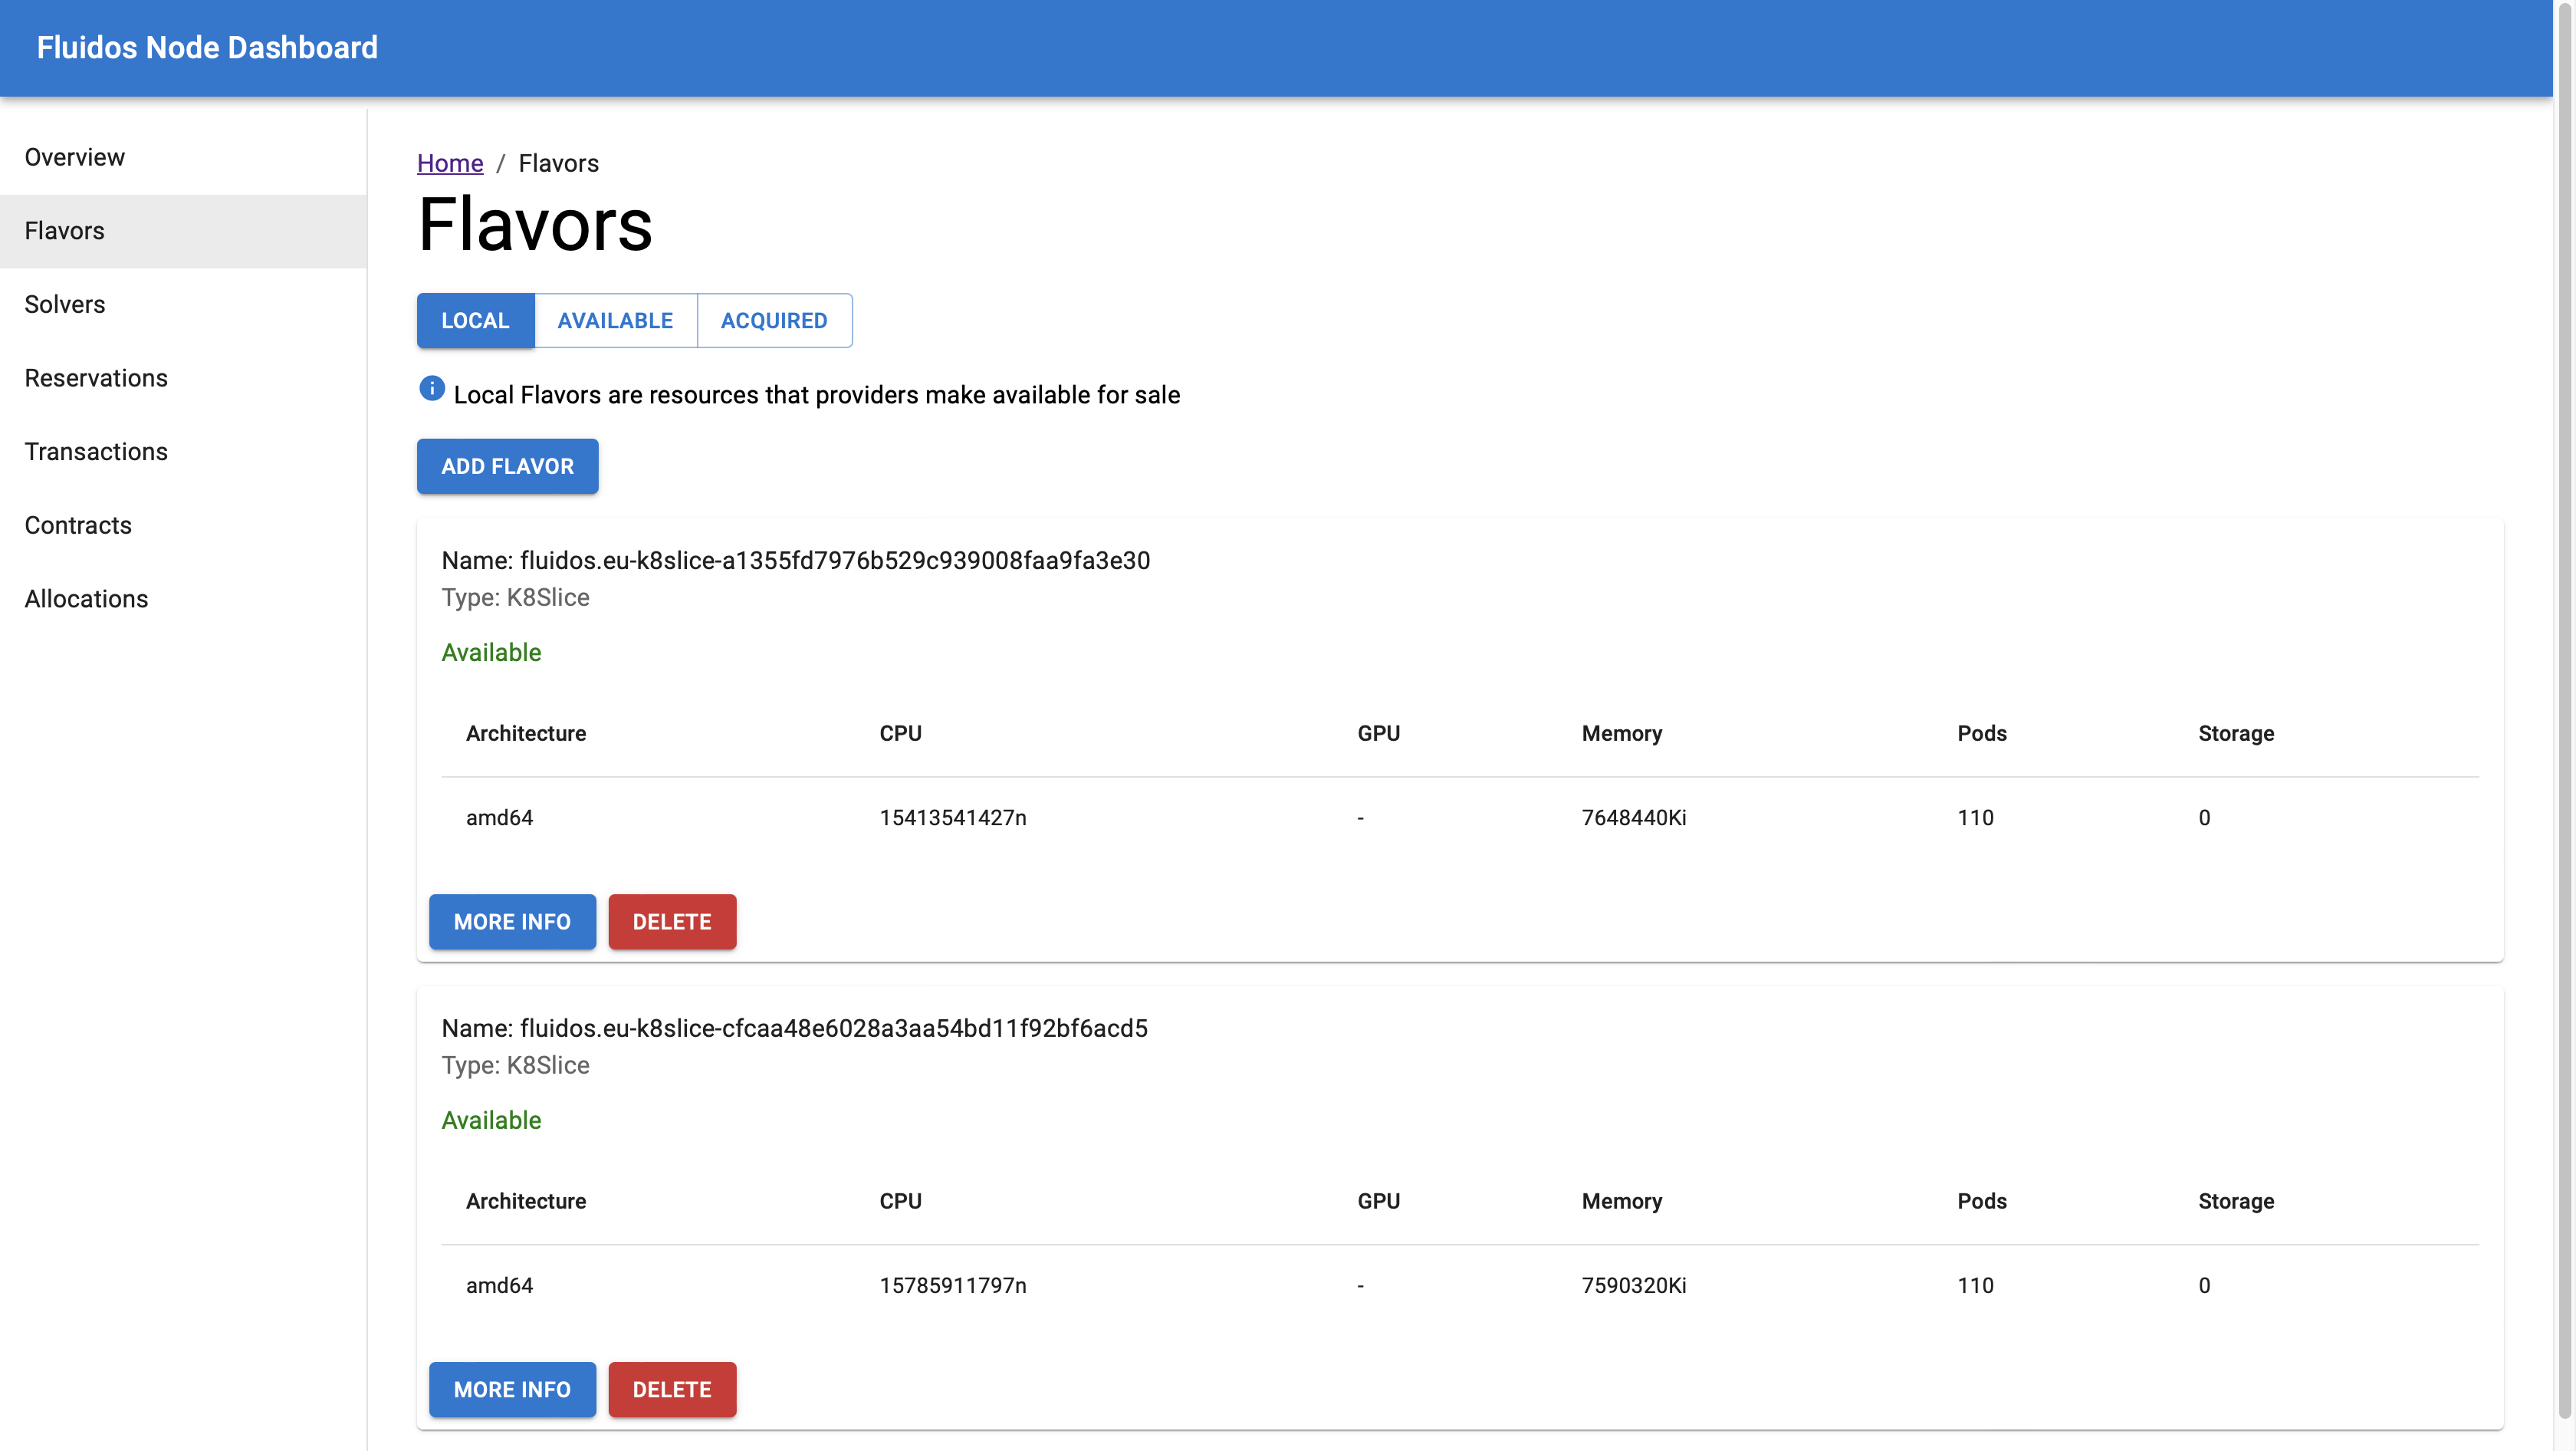 Fluidos Node Dashboard
Overview
Flavors
Solvers
Reservations
Transactions
Contracts
Allocations
Home / Flavors
Flavors
LOCAL AVAILABLE ACQUIRED
Local Flavors are resources that providers make available for sale
ADD FLAVOR
Name: fluidos.eu-k8slice-a1355fd7976b529c939008faa9fa3e30
Type: K8Slice
Available
Architecture CPU GPU Memory Pods Storage
amd64 15413541427n - 7648440Ki 110 0
MORE INFO DELETE
Name: fluidos.eu-k8slice-cfcaa48e6028a3aa54bd11f92bf6acd5
Type: K8Slice
Available
Architecture CPU GPU Memory Pods Storage
amd64 15785911797n - 7590320Ki 110 0
MORE INFO DELETE